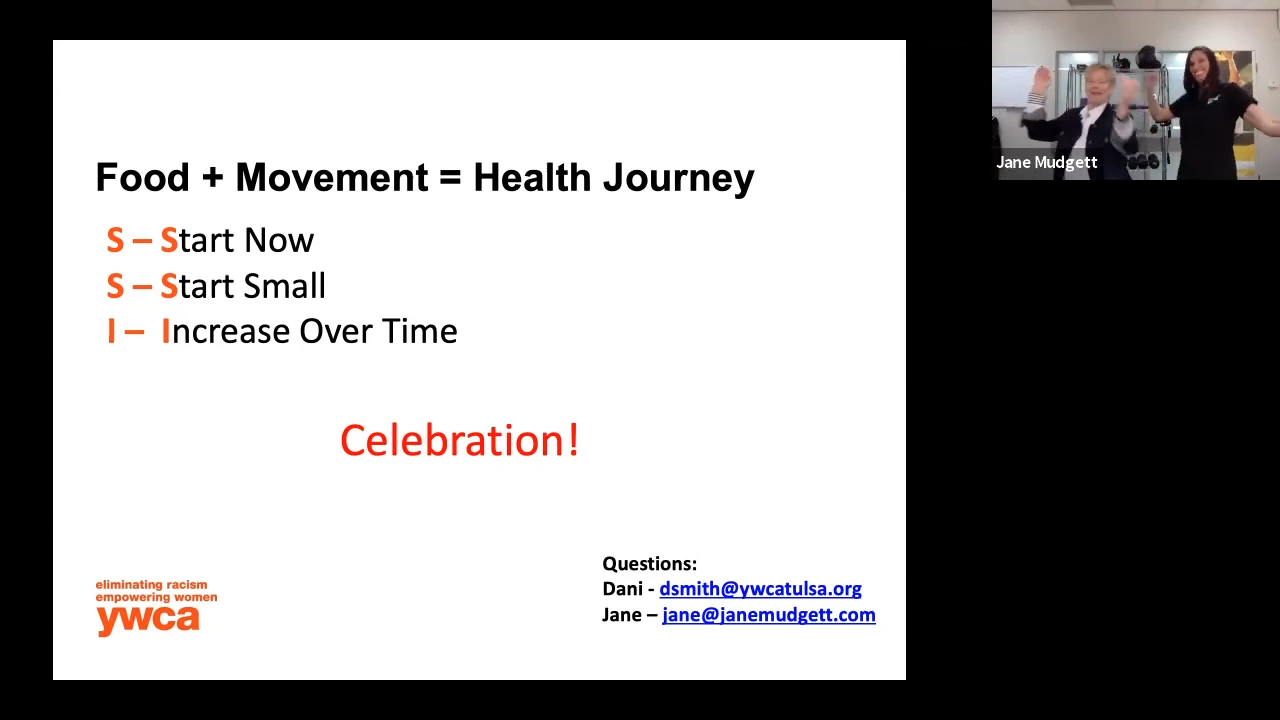 Food + Movement = Health Journey
S – Start Now
S – Start Small
I – Increase Over Time
Celebration!
Questions:
Dani - dsmith@ywcatulsa.org
Jane – jane@janemudgett.com
eliminating racism
empowering women
ywca
Jane Mudgett